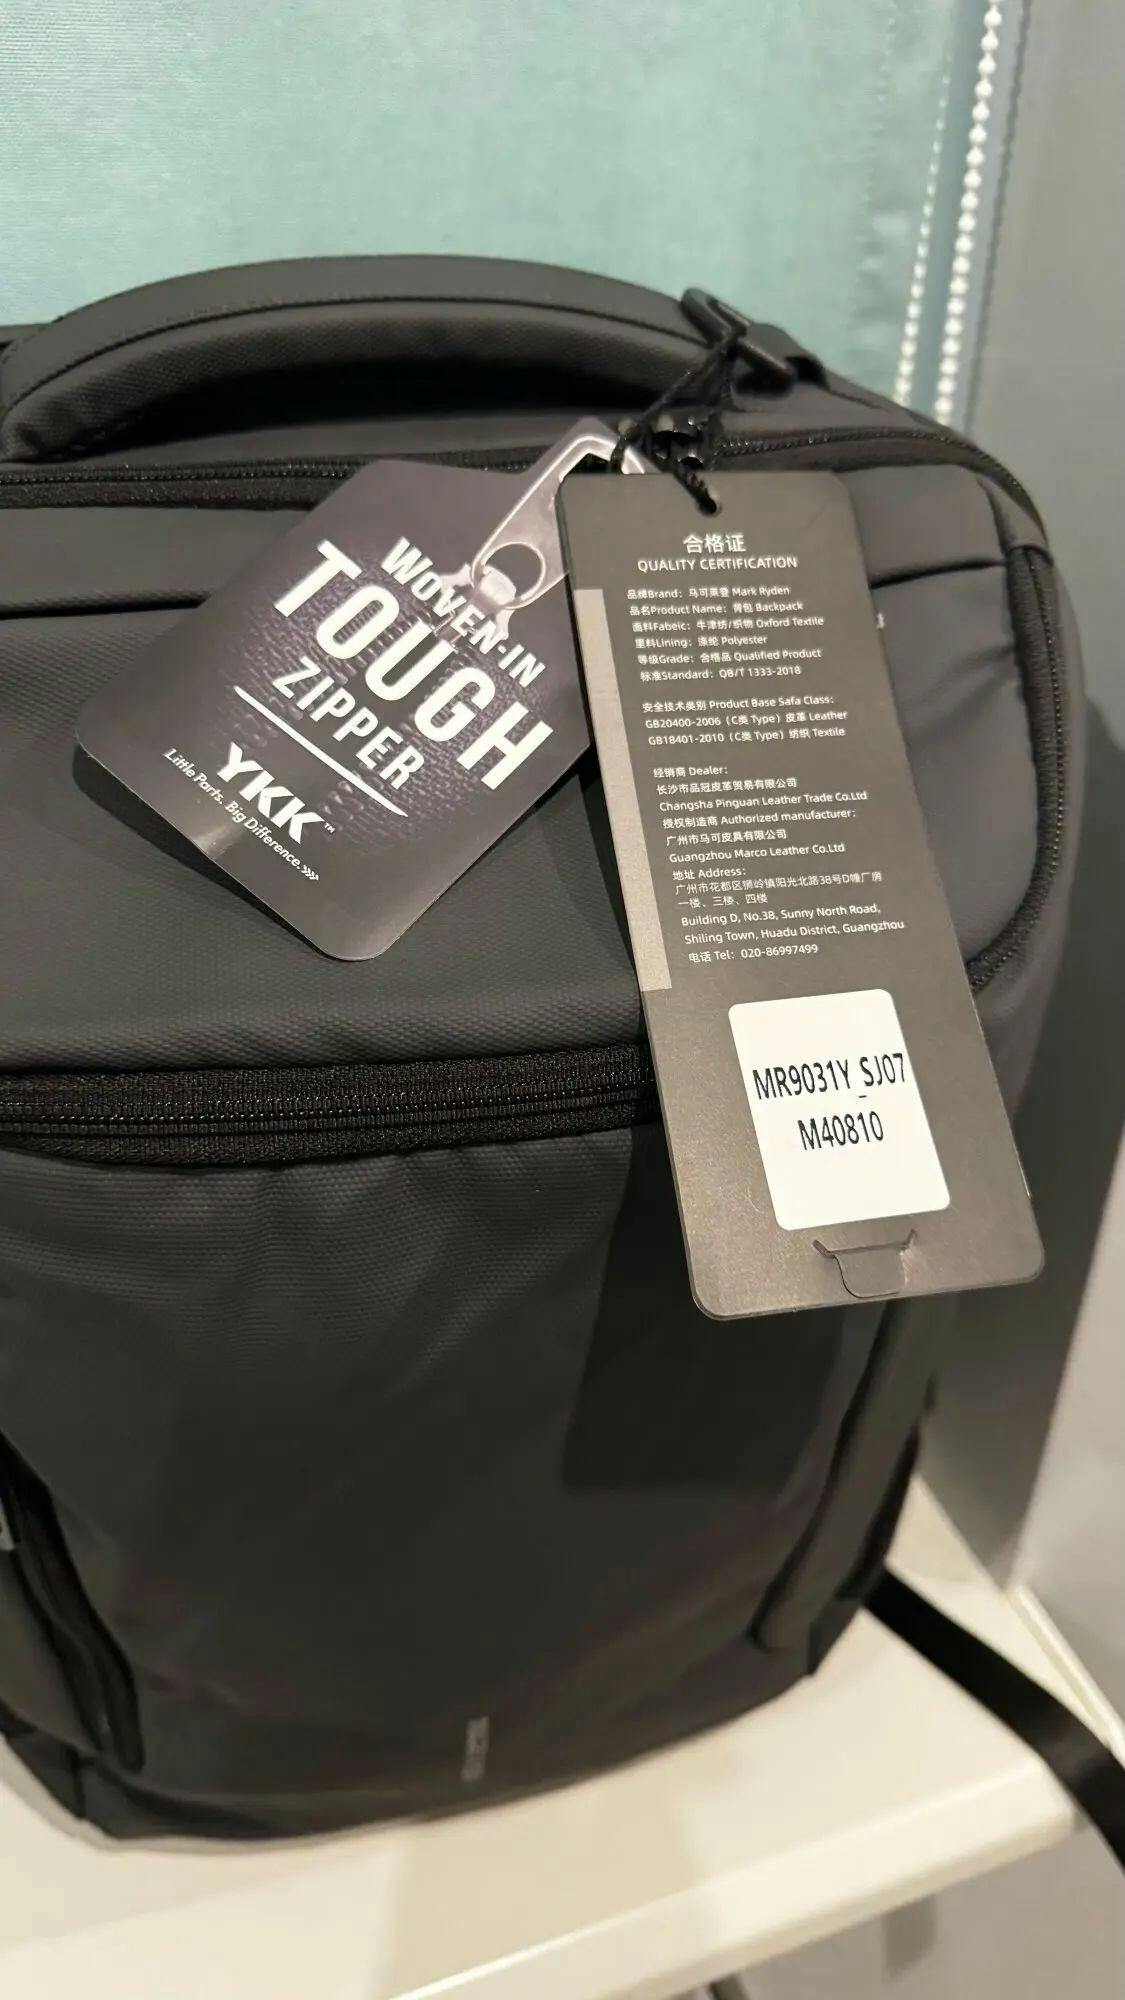 WOVEN-IN
TOUGH
ZIPPER
YKK™
Little Parts. Big Difference.
合格证
QUALITY CERTIFICATION
品牌Brand：马可莱登 Mark Ryden
品名Product Name：背包 Backpack
面料Fabeic：牛津纺/织物 Oxford Textile
里料Lining：涤纶 Polyester
等级Grade：合格品 Qualified Product
标准Standard：QB/T 1333-2018
安全技术类别 Product Base Safa Class：
GB20400-2006（C类 Type）皮革 Leather
GB18401-2010（C类 Type）纺织 Textile
经销商 Dealer：
长沙市品冠皮革贸易有限公司
Changsha Pinguan Leather Trade Co.Ltd
授权制造商 Authorized manufacturer：
广州市马可皮具有限公司
Guangzhou Marco Leather Co.Ltd
地址 Address：
广州市花都区狮岭镇阳光北路38号D幢厂房
一楼、三楼、四楼
Building D, No.38, Sunny North Road,
Shiling Town, Huadu District, Guangzhou
电话 Tel：020-86997499
MR9031Y_SJ07
M40810